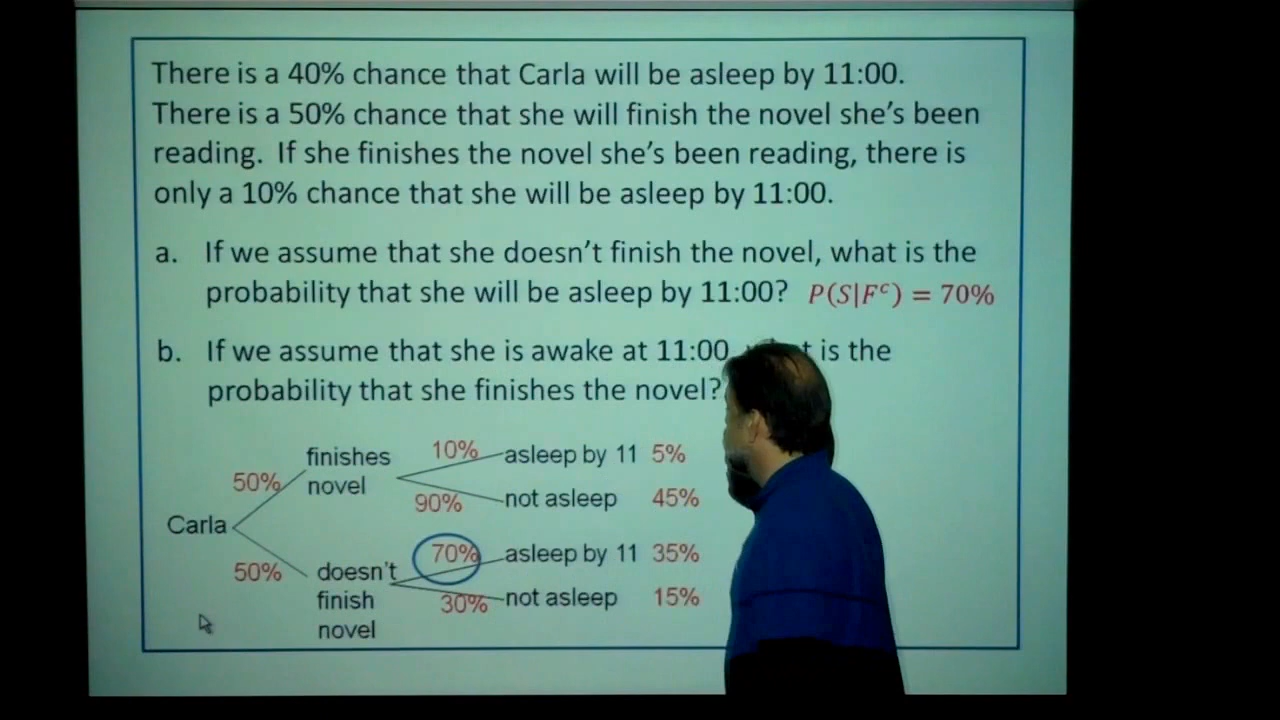 There is a 40% chance that Carla will be asleep by 11:00.
There is a 50% chance that she will finish the novel she's been
reading. If she finishes the novel she's been reading, there is
only a 10% chance that she will be asleep by 11:00.
a. If we assume that she doesn't finish the novel, what is the
probability that she will be asleep by 11:00? P(S|Fᶜ) = 70%
b. If we assume that she is awake at 11:00, is the
probability that she finishes the novel?
Carla
50%
finishes
novel
10% asleep by 11 5%
90% not asleep 45%
50%
doesn't
finish
novel
70% asleep by 11 35%
30% not asleep 15%